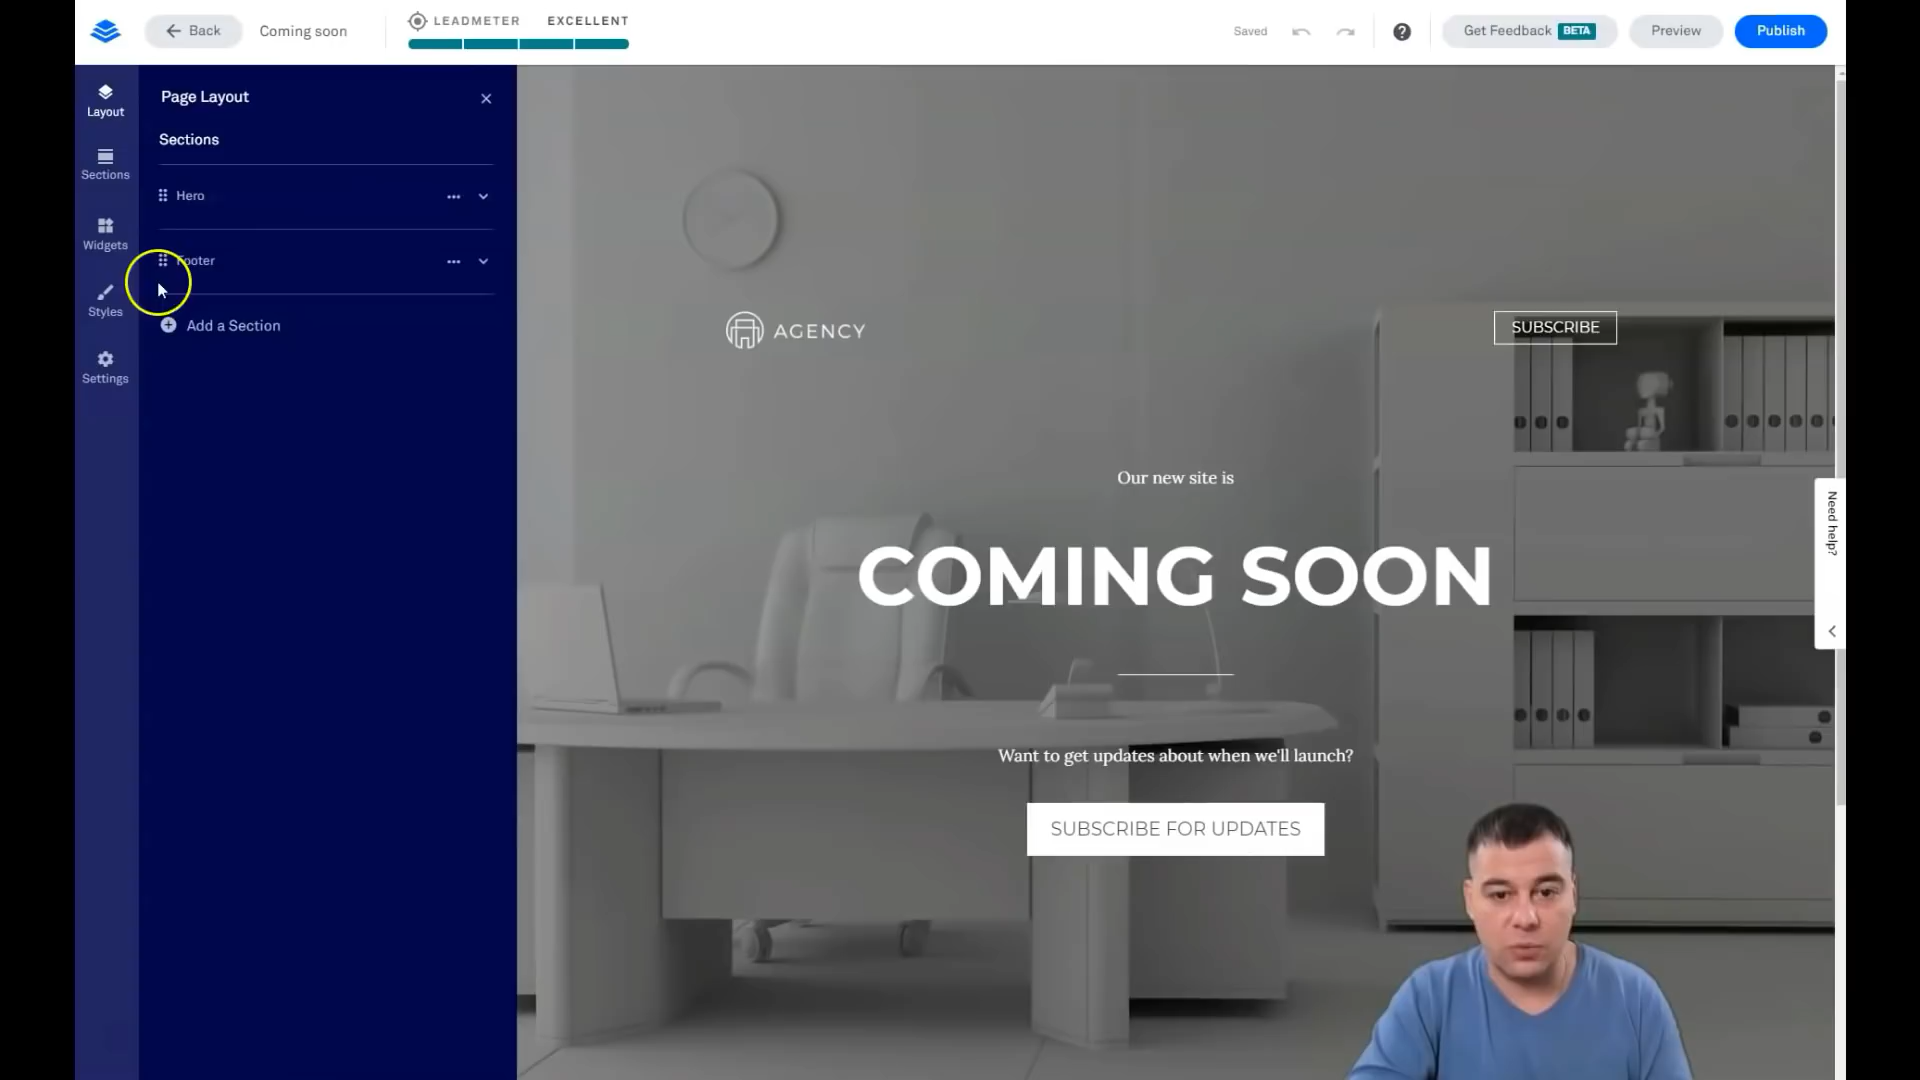 Back
Coming soon
LEADMETER EXCELLENT
Saved
?
Get Feedback BETA
Preview
Publish
Layout
Sections
Widgets
Styles
Settings
Page Layout
Sections
Hero
Footer
Add a Section
AGENCY
SUBSCRIBE
Our new site is
COMING SOON
Want to get updates about when we'll launch?
SUBSCRIBE FOR UPDATES
Need help?